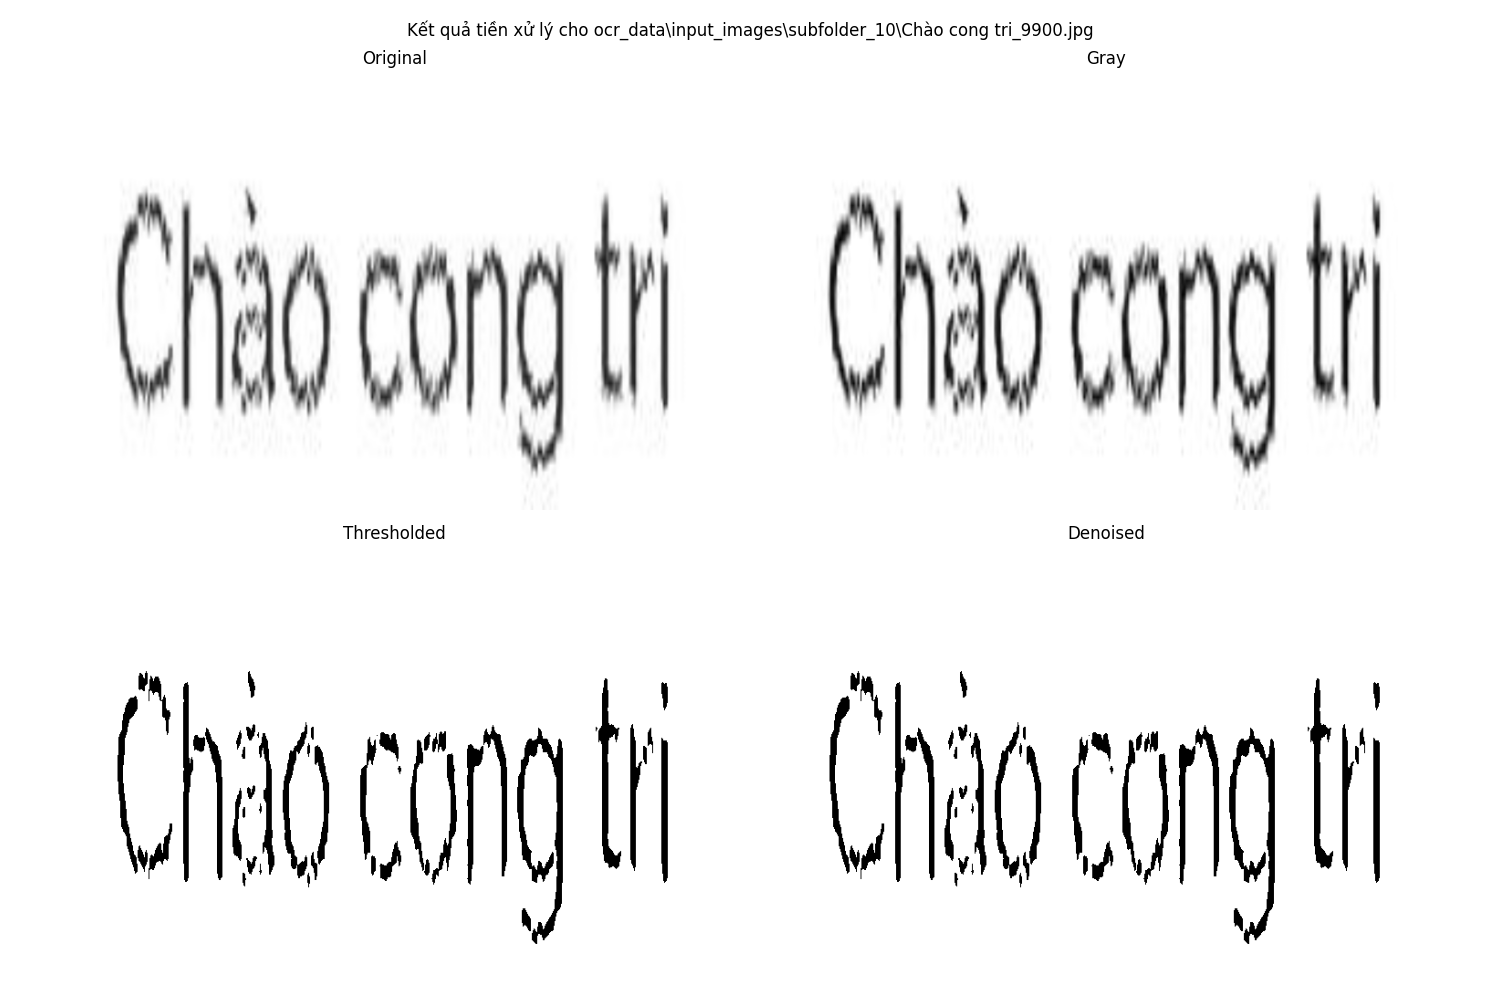 Kết quả tiền xử lý cho ocr_data\input_images\subfolder_10\Chào cong tri_9900.jpg
Original
Gray
Chào cong tri
Chào cong tri
Thresholded
Denoised
Chào cong tri
Chào cong tri